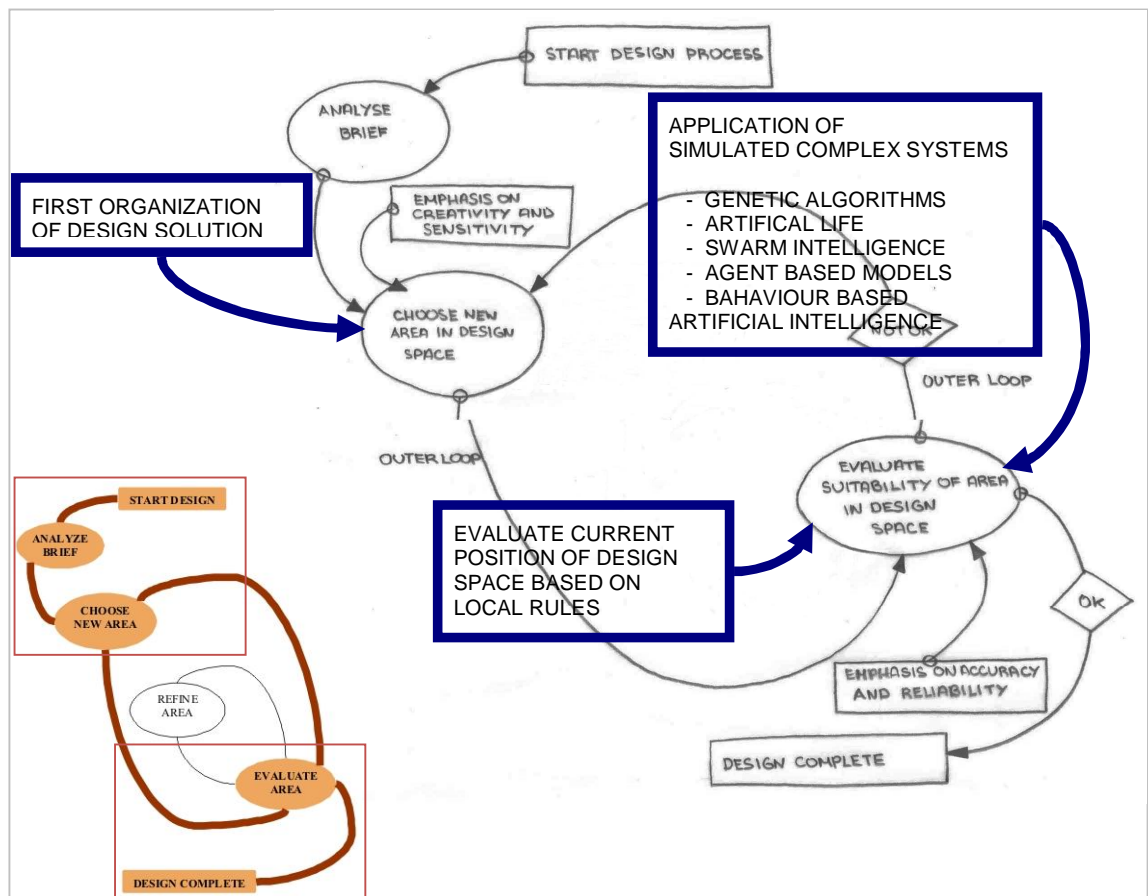 START DESIGN PROCESS
ANALYSE
BRIEF
APPLICATION OF
SIMULATED COMPLEX SYSTEMS
- GENETIC ALGORITHMS
- ARTIFICAL LIFE
- SWARM INTELLIGENCE
- AGENT BASED MODELS
- BAHAVIOUR BASED
ARTIFICIAL INTELLIGENCE
FIRST ORGANIZATION
OF DESIGN SOLUTION
EMPHASIS ON
CREATIVITY AND
SENSITIVITY
CHOOSE NEW
AREA IN DESIGN
SPACE
NOT OK
OUTER LOOP
OUTER LOOP
EVALUATE
SUITABILITY OF AREA
IN DESIGN
SPACE
EVALUATE CURRENT
POSITION OF DESIGN
SPACE BASED ON
LOCAL RULES
OK
EMPHASIS ON ACCURACY
AND RELIABILITY
DESIGN COMPLETE
START DESIGN
ANALYZE
BRIEF
CHOOSE
NEW AREA
REFINE
AREA
EVALUATE
AREA
DESIGN COMPLETE